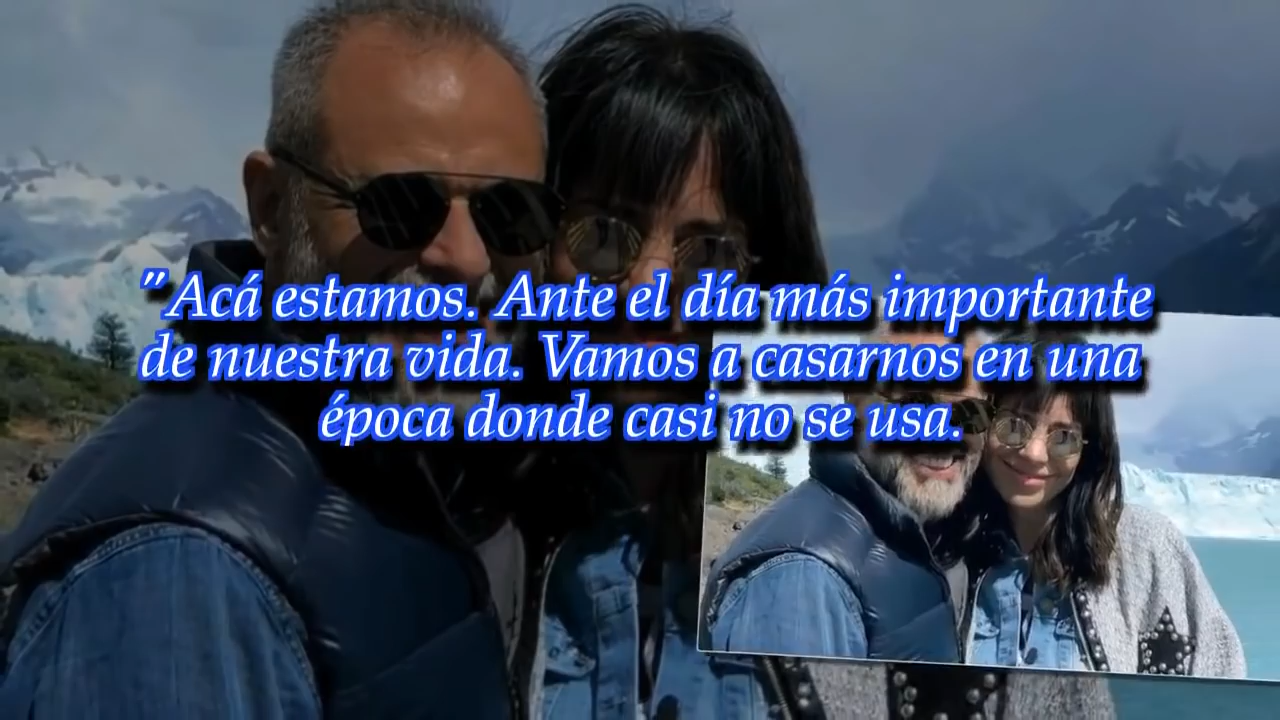 "Acá estamos. Ante el día más importante
de nuestra vida. Vamos a casarnos en una
época donde casi no se usa.